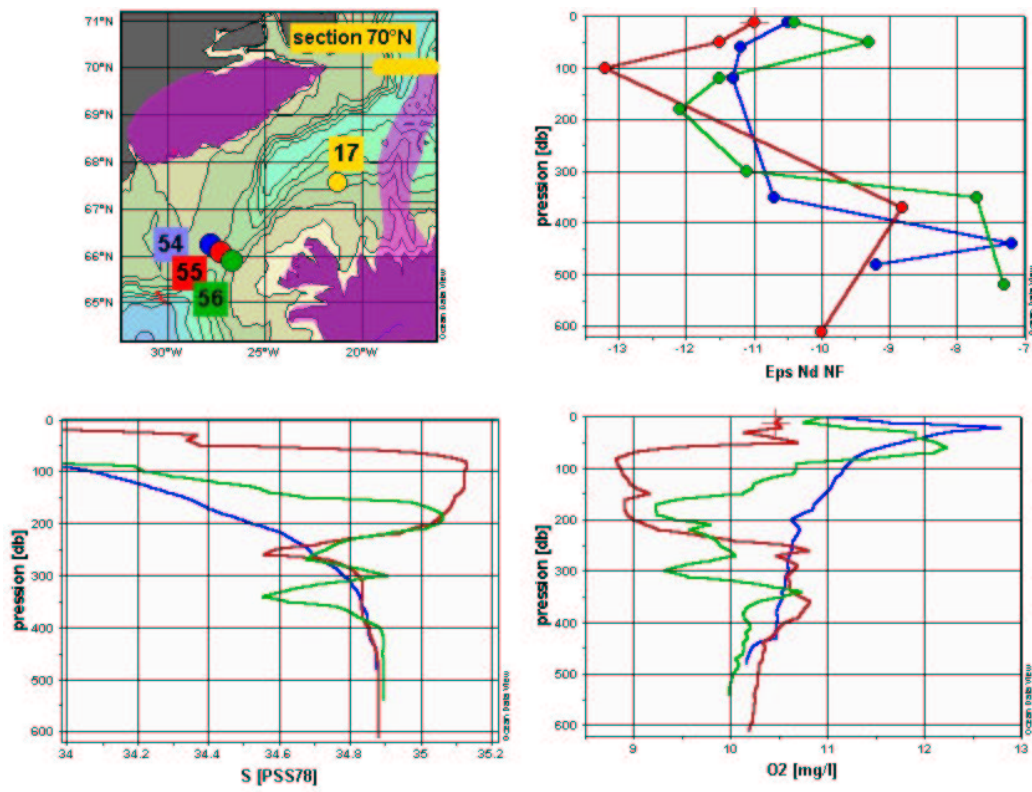 71°N
70°N
69°N
68°N
67°N
66°N
65°N
30°W
25°W
20°W
section 70°N
17
54
55
56
Ocean Data View
0
100
200
300
400
500
600
pression [db]
-13
-12
-11
-10
-9
-8
-7
Eps Nd NF
Ocean Data View
0
100
200
300
400
500
600
pression [db]
34
34.2
34.4
34.6
34.8
35
35.2
S [PSS78]
Ocean Data View
0
100
200
300
400
500
600
pression [db]
9
10
11
12
13
O2 [mg/l]
Ocean Data View